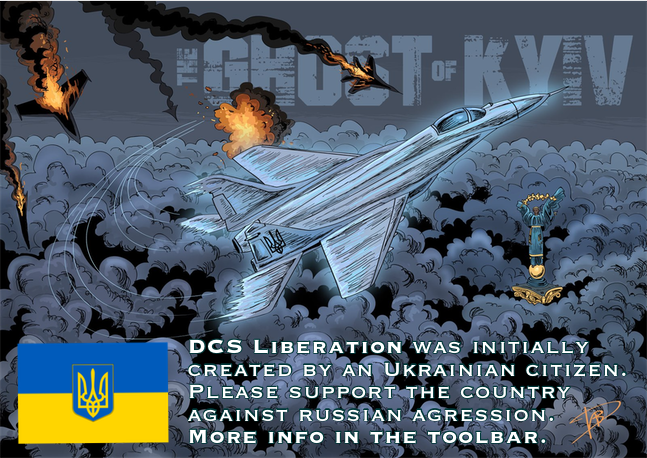 THE GHOST OF KYIV
DCS Liberation was initially
created by an Ukrainian citizen.
Please support the country
against russian agression.
More info in the toolbar.